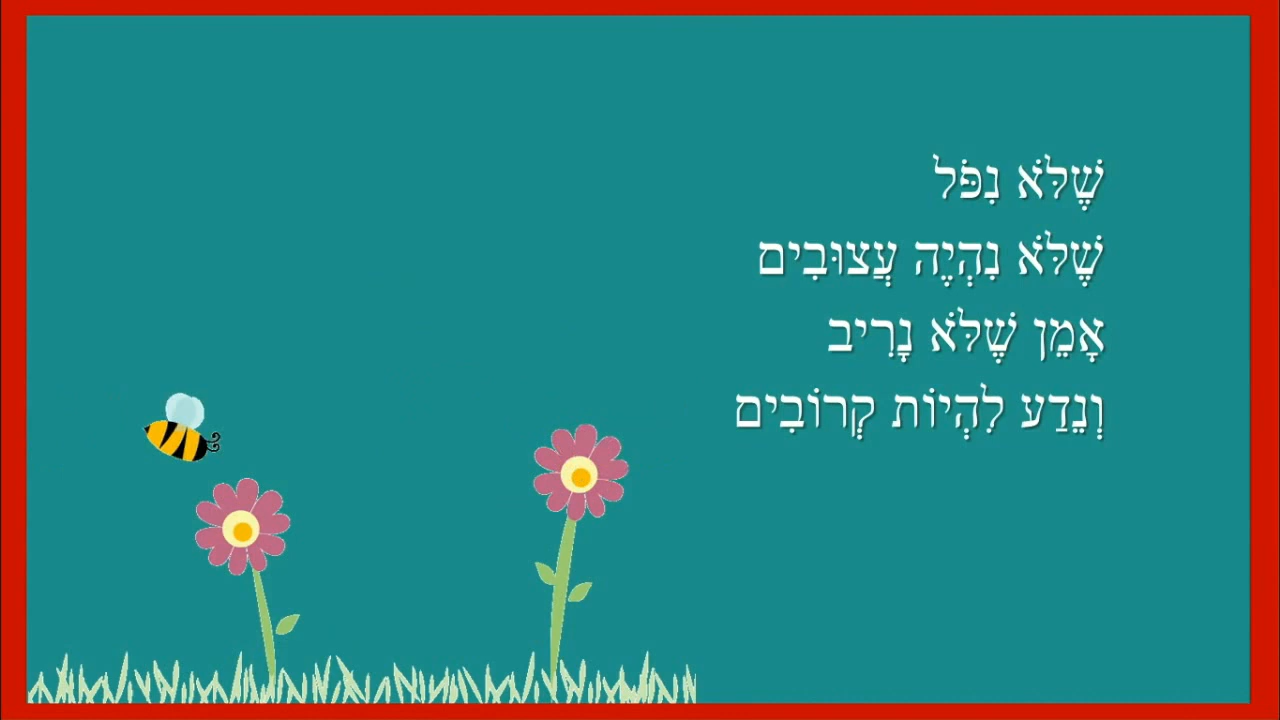 שֶׁלֹּא נִפֹּל
שֶׁלֹּא נִהְיֶה עֲצוּבִים
אָמֵן שֶׁלֹּא נָרִיב
וְנֵדַע לִהְיוֹת קְרוֹבִים